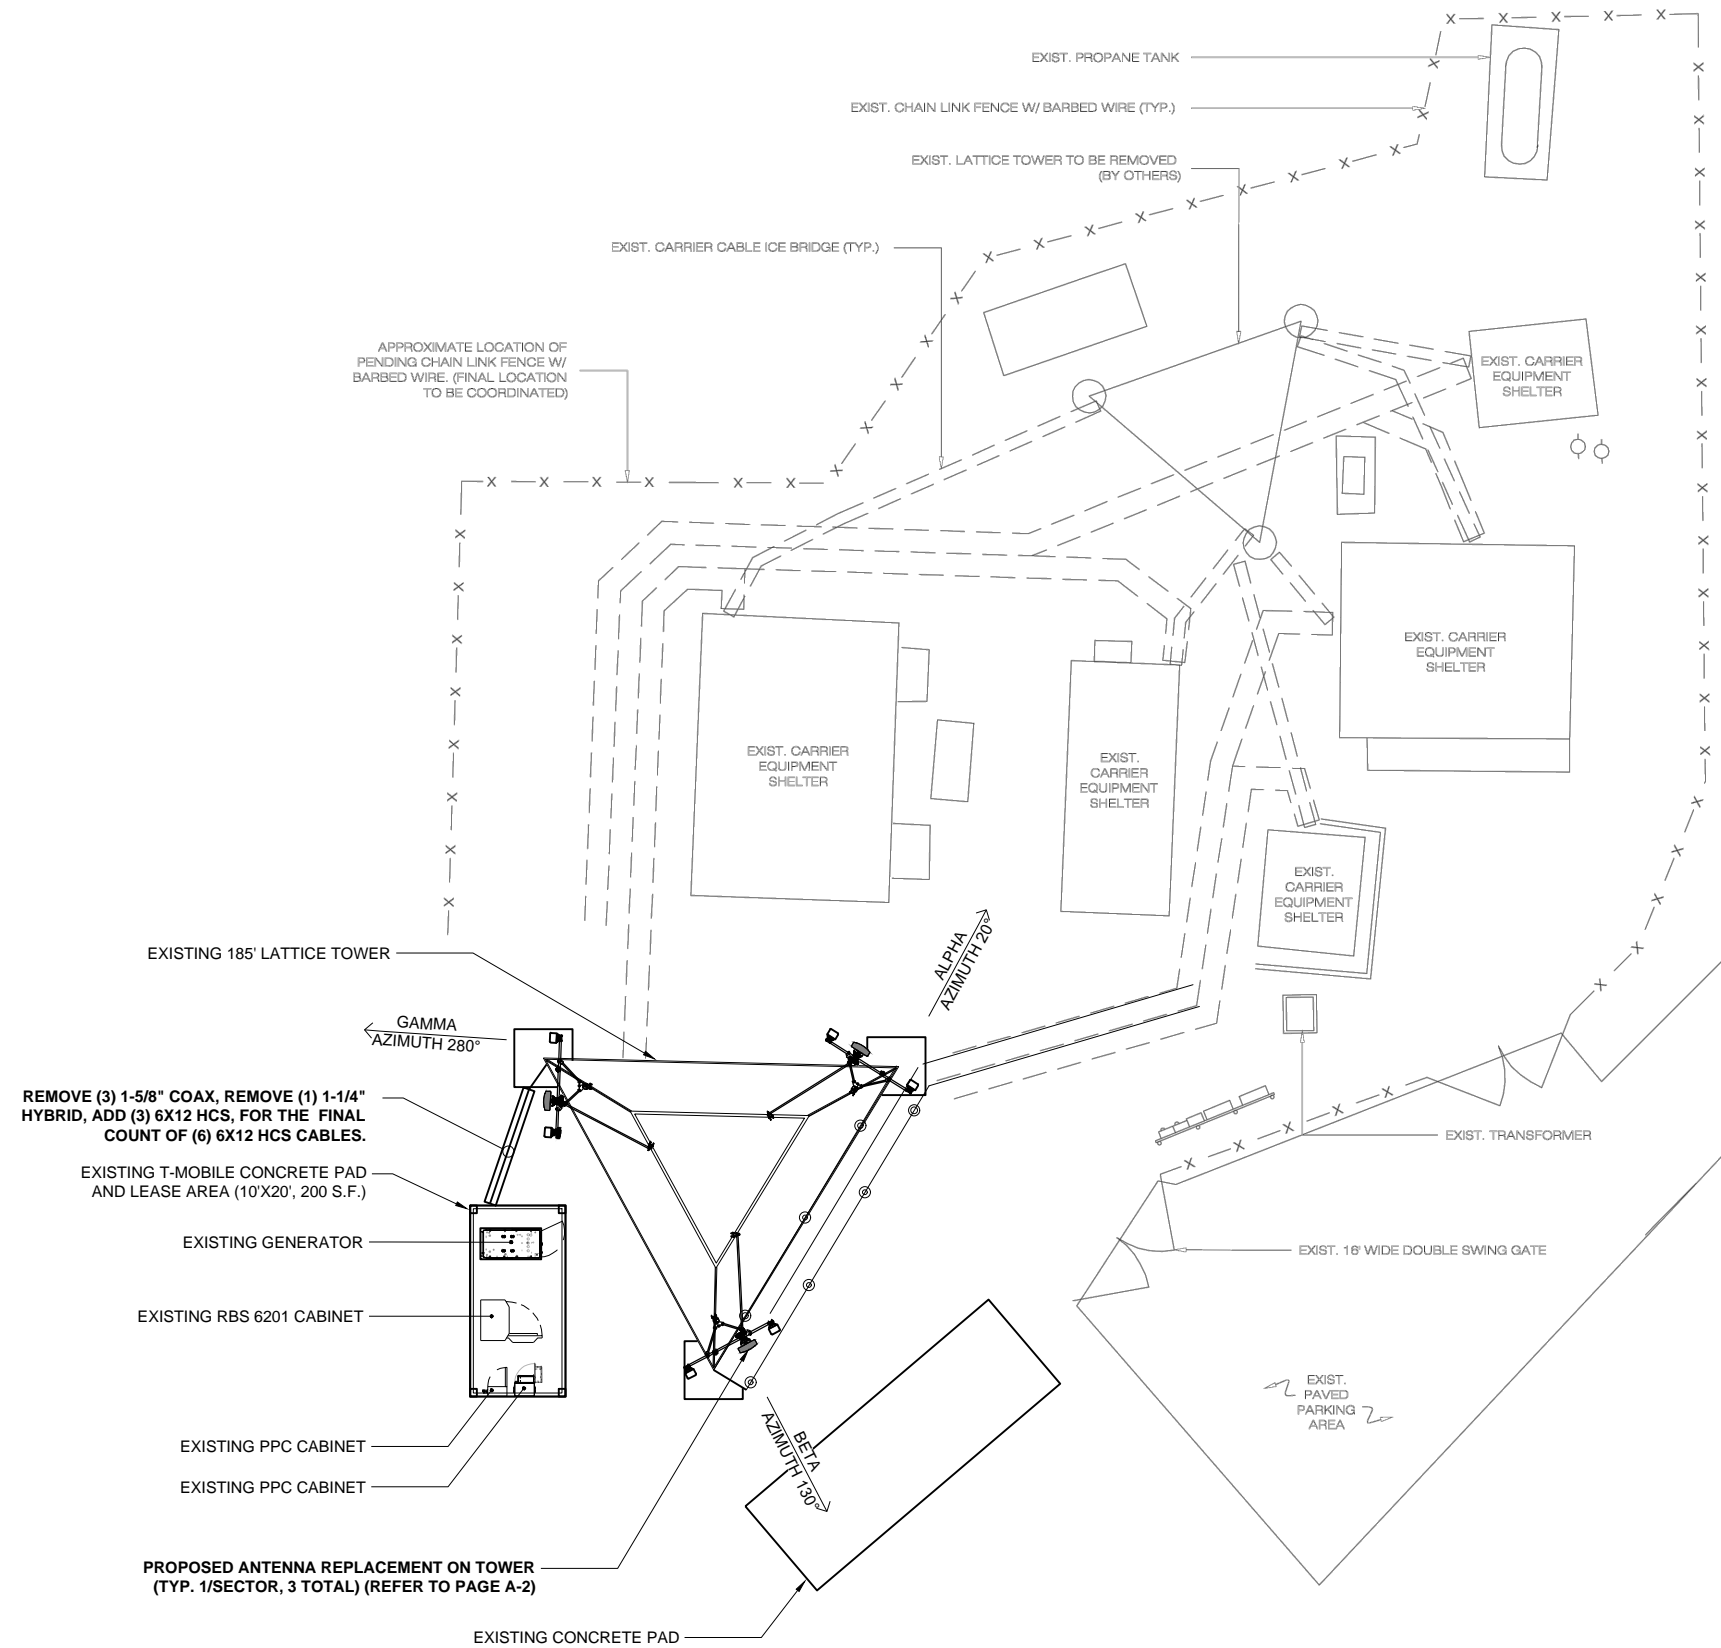 EXIST. PROPANE TANK
EXIST. CHAIN LINK FENCE W/ BARBED WIRE (TYP.)
EXIST. LATTICE TOWER TO BE REMOVED
(BY OTHERS)
EXIST. CARRIER CABLE ICE BRIDGE (TYP.)
APPROXIMATE LOCATION OF
PENDING CHAIN LINK FENCE W/
BARBED WIRE. (FINAL LOCATION
TO BE COORDINATED)
EXIST. CARRIER
EQUIPMENT
SHELTER
EXIST. CARRIER
EQUIPMENT
SHELTER
EXIST. CARRIER
EQUIPMENT
SHELTER
EXIST.
CARRIER
EQUIPMENT
SHELTER
EXIST.
CARRIER
EQUIPMENT
SHELTER
EXISTING 185' LATTICE TOWER
ALPHA
AZIMUTH 20°
GAMMA
AZIMUTH 280°
REMOVE (3) 1-5/8" COAX, REMOVE (1) 1-1/4"
HYBRID, ADD (3) 6X12 HCS, FOR THE FINAL
COUNT OF (6) 6X12 HCS CABLES.
EXIST. TRANSFORMER
EXISTING T-MOBILE CONCRETE PAD
AND LEASE AREA (10'X20', 200 S.F.)
EXISTING GENERATOR
EXIST. 16' WIDE DOUBLE SWING GATE
EXISTING RBS 6201 CABINET
EXIST.
PAVED
PARKING
AREA
EXISTING PPC CABINET
BETA
AZIMUTH 130°
EXISTING PPC CABINET
PROPOSED ANTENNA REPLACEMENT ON TOWER
(TYP. 1/SECTOR, 3 TOTAL) (REFER TO PAGE A-2)
EXISTING CONCRETE PAD